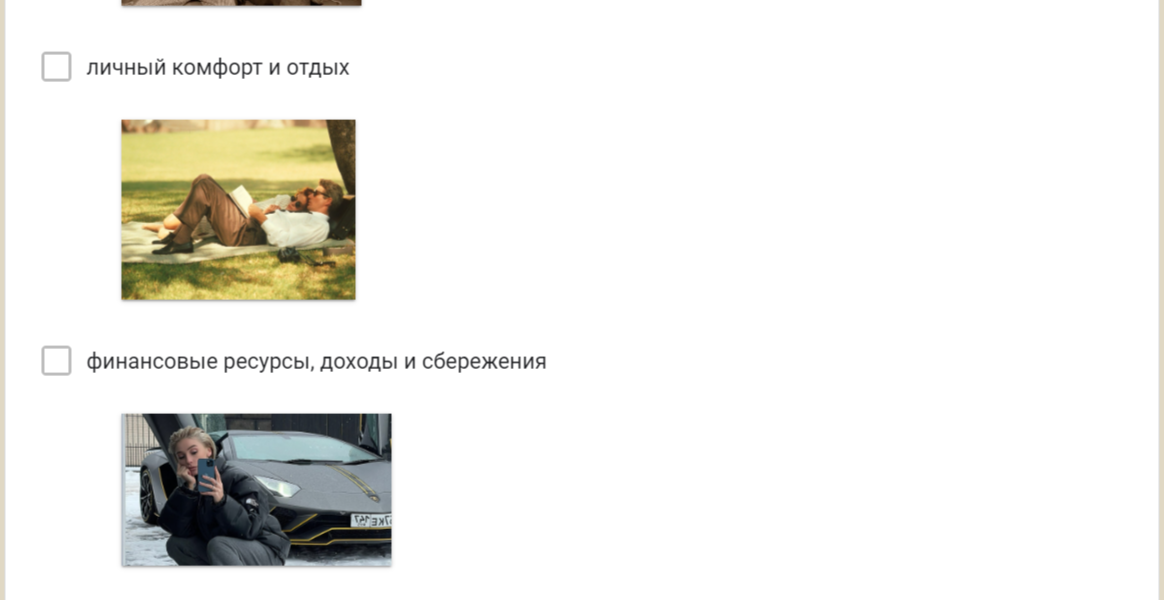 личный комфорт и отдых
финансовые ресурсы, доходы и сбережения